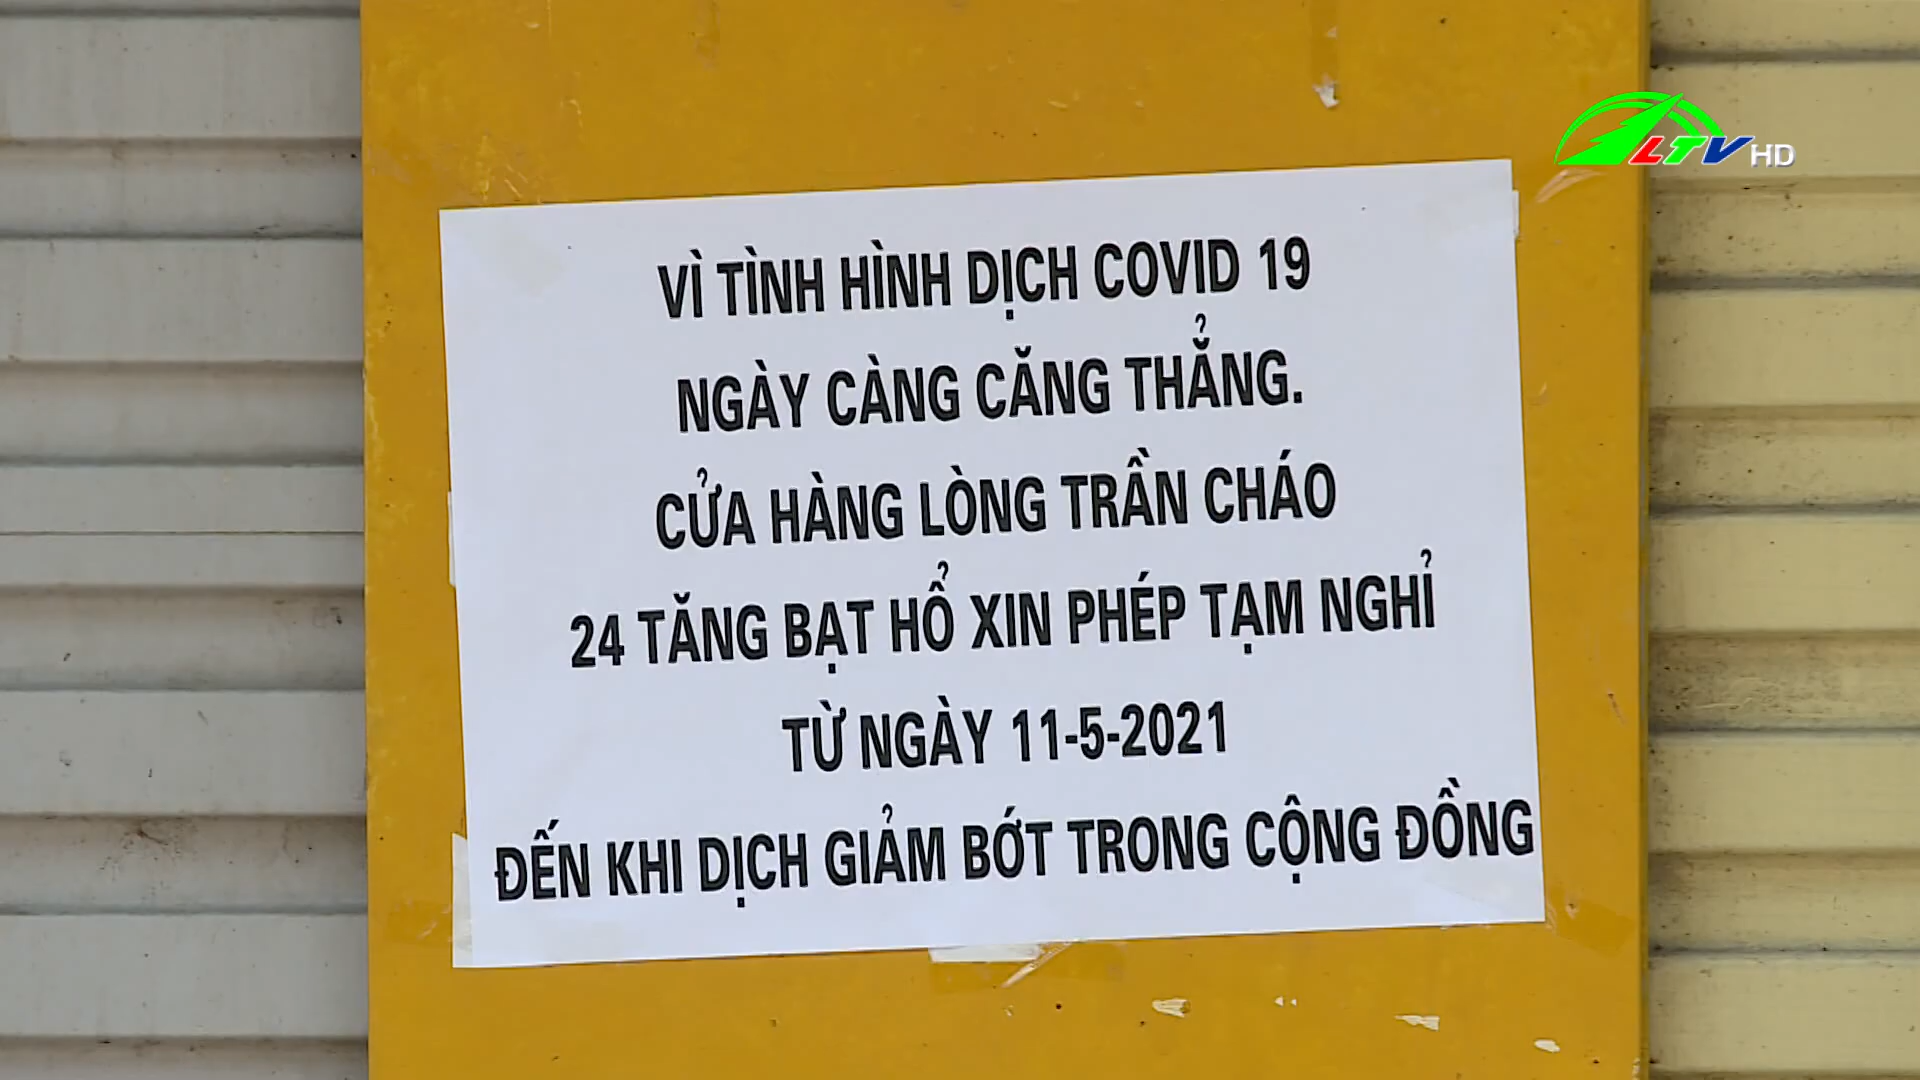 LTV HD
VÌ TÌNH HÌNH DỊCH COVID 19
NGÀY CÀNG CĂNG THẲNG.
CỬA HÀNG LÒNG TRẦN CHÁO
24 TĂNG BẠT HỔ XIN PHÉP TẠM NGHỈ
TỪ NGÀY 11-5-2021
ĐẾN KHI DỊCH GIẢM BỚT TRONG CỘNG ĐỒNG